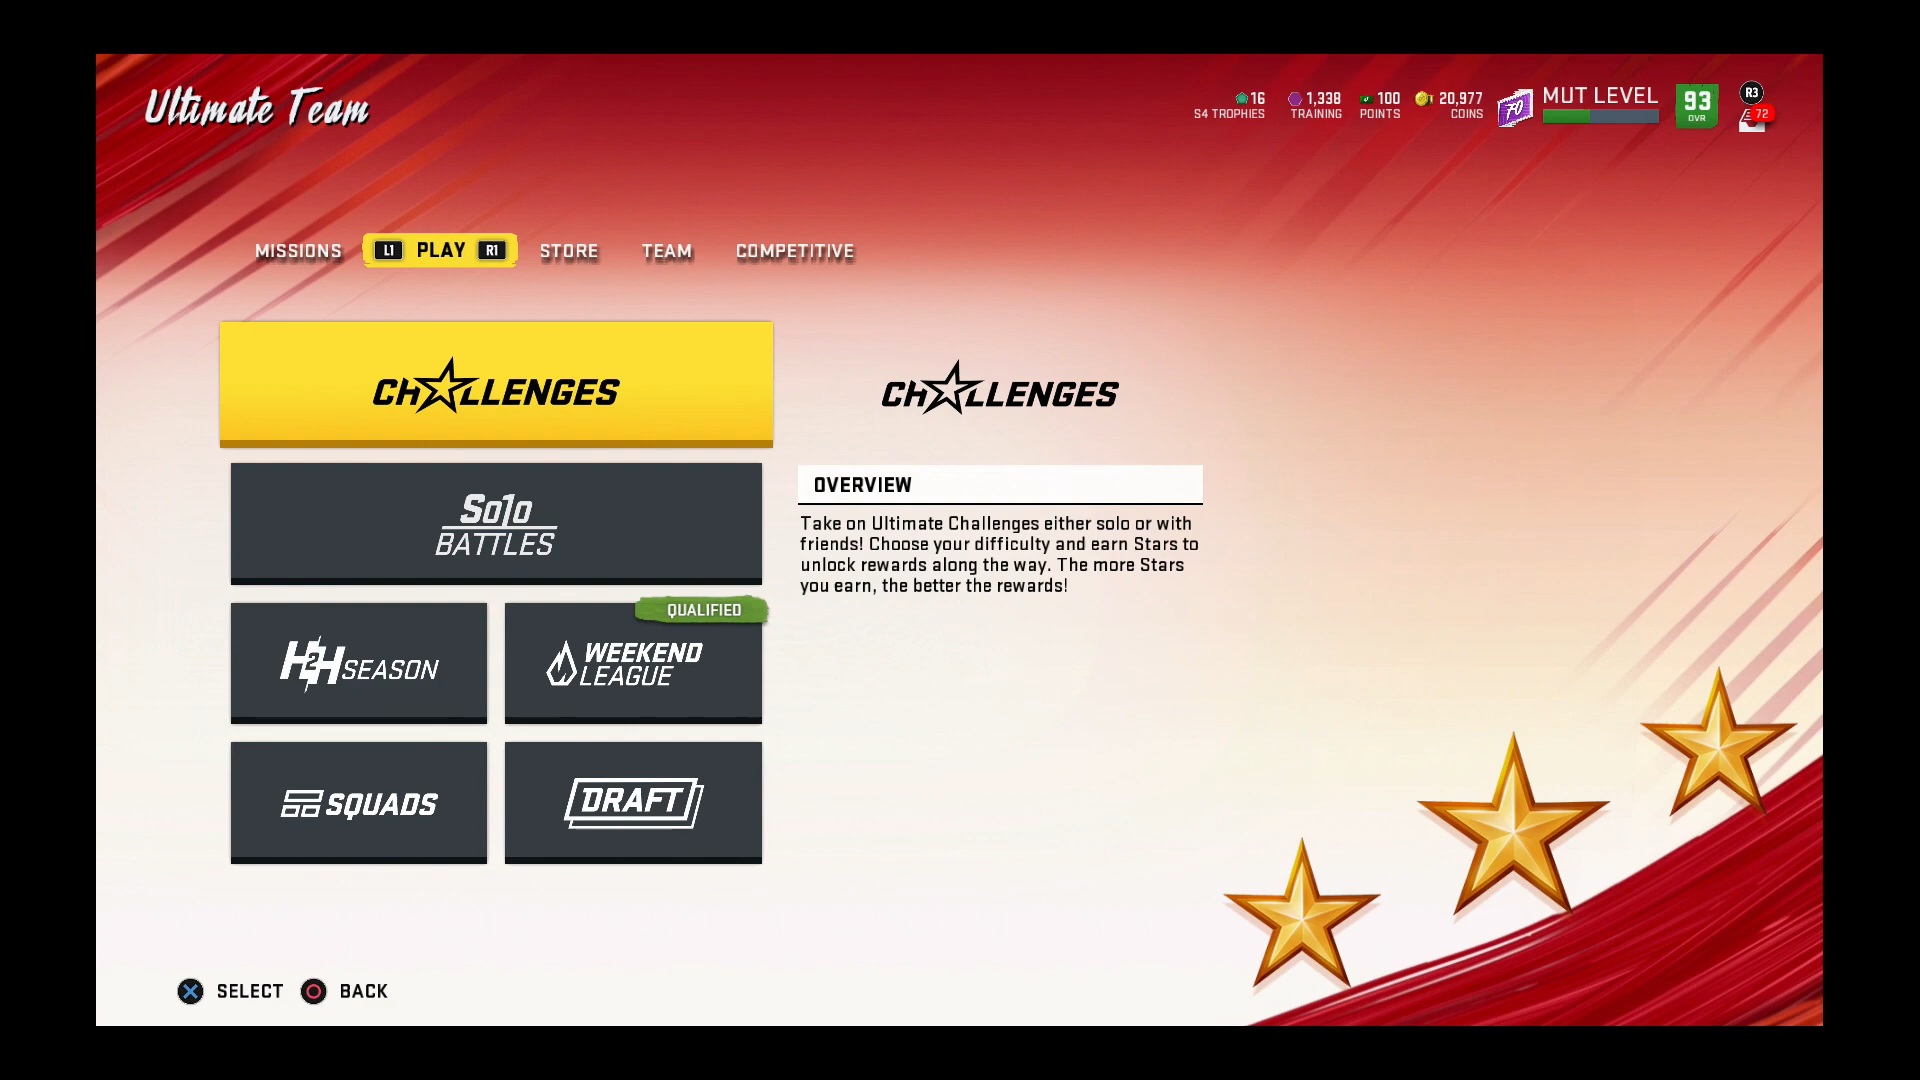 Ultimate Team
16
S4 TROPHIES
1,338
TRAINING
100
POINTS
20,977
COINS
70
MUT LEVEL
93
OVR
R3
72
MISSIONS
L1 PLAY R1
STORE
TEAM
COMPETITIVE
CHALLENGES
CHALLENGES
Solo
BATTLES
OVERVIEW
Take on Ultimate Challenges either solo or with
friends! Choose your difficulty and earn Stars to
unlock rewards along the way. The more Stars
you earn, the better the rewards!
QUALIFIED
H2H SEASON
WEEKEND
LEAGUE
SQUADS
DRAFT
SELECT
BACK